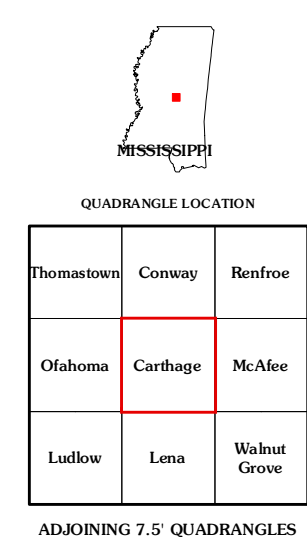 MISSISSIPPI
QUADRANGLE LOCATION
Thomastown Conway Renfroe
Ofahoma Carthage McAfee
Ludlow Lena Walnut Grove
ADJOINING 7.5' QUADRANGLES